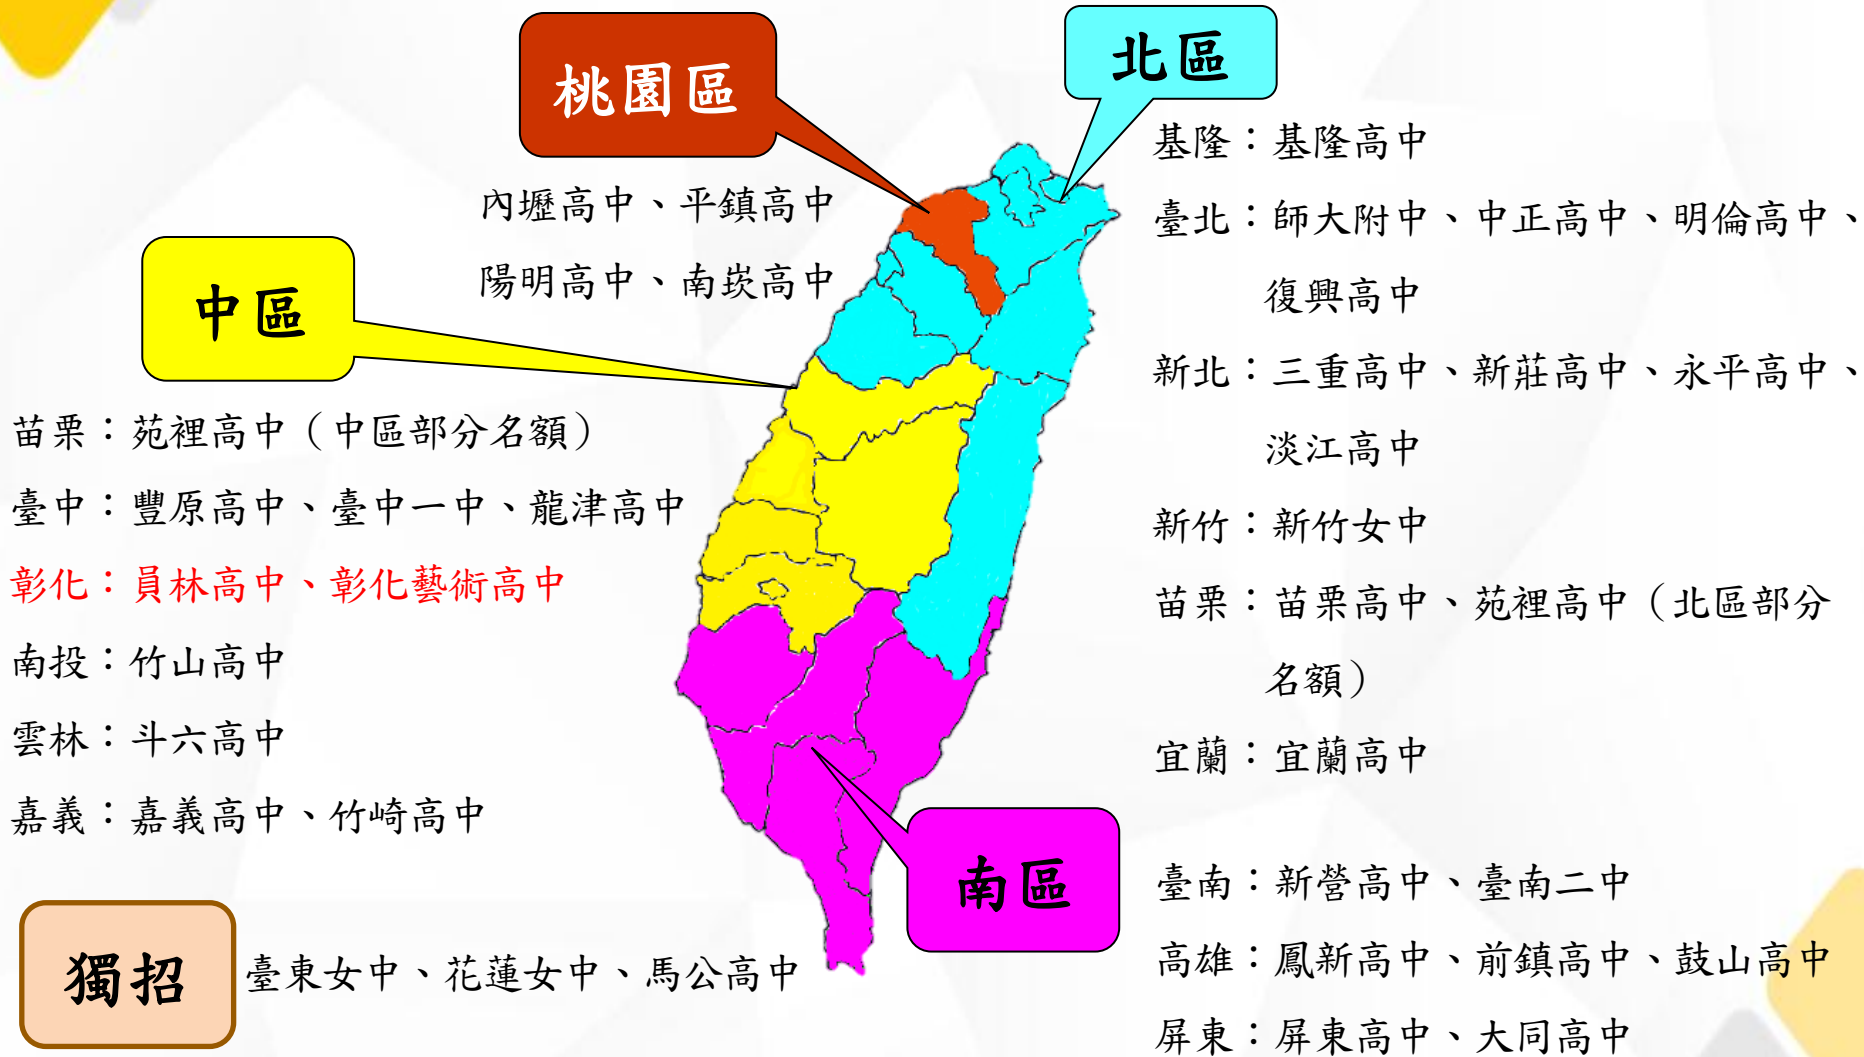 桃園區
內壢高中、平鎮高中
陽明高中、南崁高中
北區
基隆：基隆高中
臺北：師大附中、中正高中、明倫高中、
復興高中
新北：三重高中、新莊高中、永平高中、
淡江高中
新竹：新竹女中
苗栗：苗栗高中、苑裡高中（北區部分
名額）
宜蘭：宜蘭高中
中區
苗栗：苑裡高中（中區部分名額）
臺中：豐原高中、臺中一中、龍津高中
彰化：員林高中、彰化藝術高中
南投：竹山高中
雲林：斗六高中
嘉義：嘉義高中、竹崎高中
南區
臺南：新營高中、臺南二中
高雄：鳳新高中、前鎮高中、鼓山高中
屏東：屏東高中、大同高中
獨招
臺東女中、花蓮女中、馬公高中